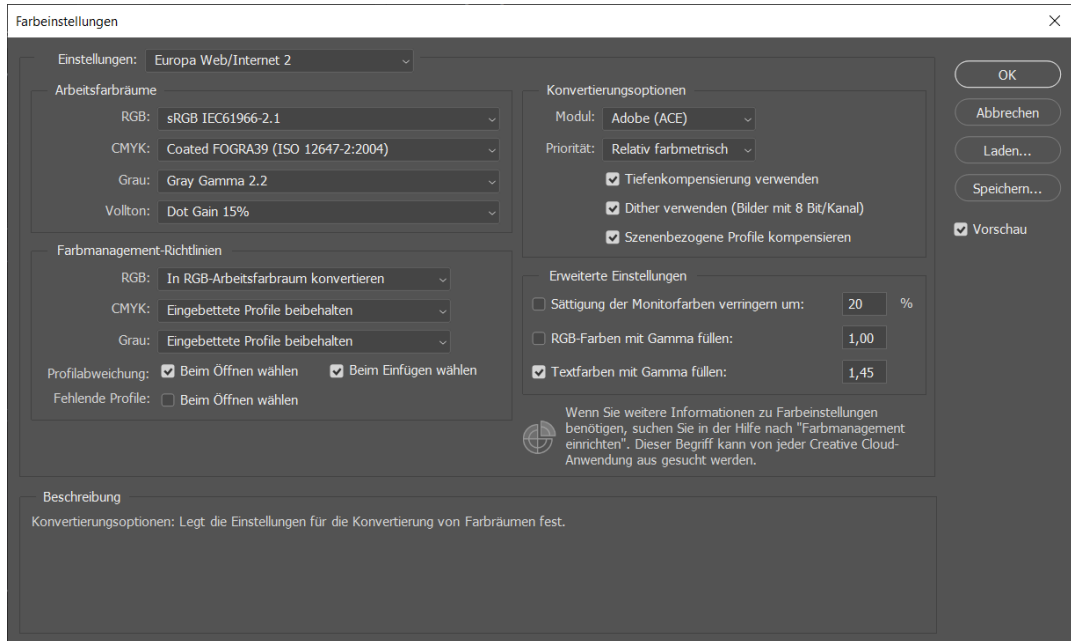 Farbeinstellungen
Einstellungen: Europa Web/Internet 2
Arbeitsfarbräume
RGB: sRGB IEC61966-2.1
CMYK: Coated FOGRA39 (ISO 12647-2:2004)
Grau: Gray Gamma 2.2
Vollton: Dot Gain 15%
Farbmanagement-Richtlinien
RGB: In RGB-Arbeitsfarbraum konvertieren
CMYK: Eingebettete Profile beibehalten
Grau: Eingebettete Profile beibehalten
Profilabweichung: Beim Öffnen wählen Beim Einfügen wählen
Fehlende Profile: Beim Öffnen wählen
Konvertierungsoptionen
Modul: Adobe (ACE)
Priorität: Relativ farbmetrisch
Tiefenkompensierung verwenden
Dither verwenden (Bilder mit 8 Bit/Kanal)
Szenenbezogene Profile kompensieren
Erweiterte Einstellungen
Sättigung der Monitorfarben verringern um: 20 %
RGB-Farben mit Gamma füllen: 1,00
Textfarben mit Gamma füllen: 1,45
Wenn Sie weitere Informationen zu Farbeinstellungen
benötigen, suchen Sie in der Hilfe nach "Farbmanagement
einrichten". Dieser Begriff kann von jeder Creative Cloud-
Anwendung aus gesucht werden.
OK
Abbrechen
Laden...
Speichern...
Vorschau
Beschreibung
Konvertierungsoptionen: Legt die Einstellungen für die Konvertierung von Farbräumen fest.